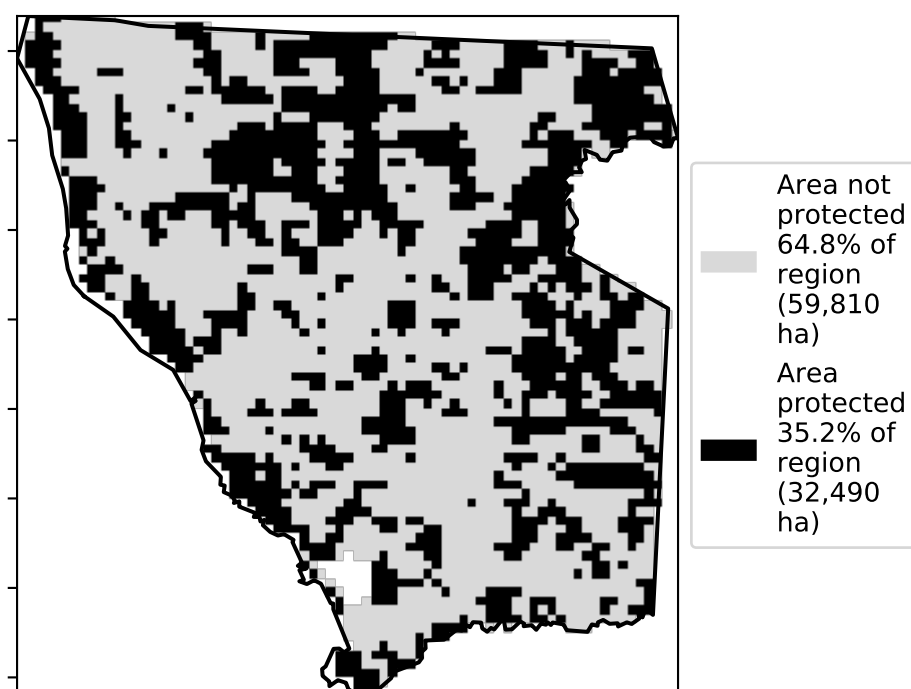 Area not
protected
64.8% of
region
(59,810
ha)
Area
protected
35.2% of
region
(32,490
ha)